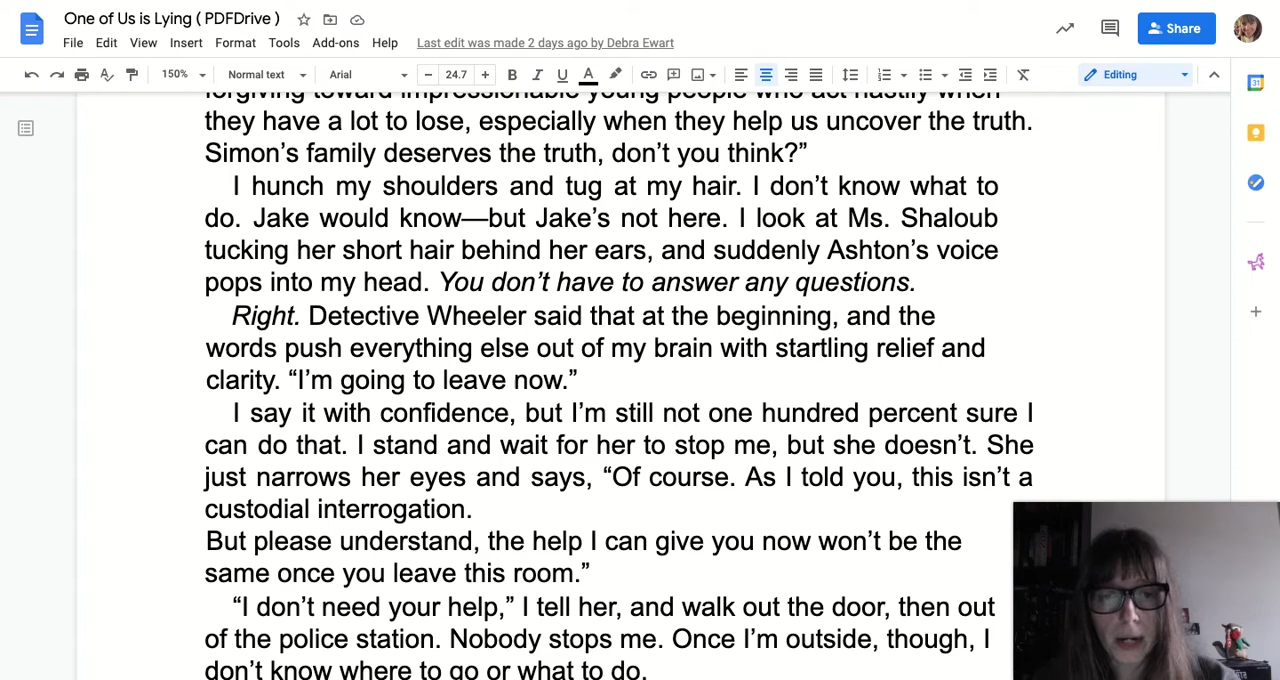 One of Us is Lying ( PDFDrive )
File Edit View Insert Format Tools Add-ons Help Last edit was made 2 days ago by Debra Ewart
Share
150% Normal text Arial − 24.7 + B I U A Editing
forgiving toward impressionable young people who act hastily when
they have a lot to lose, especially when they help us uncover the truth.
Simon’s family deserves the truth, don’t you think?”
I hunch my shoulders and tug at my hair. I don’t know what to
do. Jake would know—but Jake’s not here. I look at Ms. Shaloub
tucking her short hair behind her ears, and suddenly Ashton’s voice
pops into my head. You don’t have to answer any questions.
Right. Detective Wheeler said that at the beginning, and the
words push everything else out of my brain with startling relief and
clarity. “I’m going to leave now.”
I say it with confidence, but I’m still not one hundred percent sure I
can do that. I stand and wait for her to stop me, but she doesn’t. She
just narrows her eyes and says, “Of course. As I told you, this isn’t a
custodial interrogation.
But please understand, the help I can give you now won’t be the
same once you leave this room.”
“I don’t need your help,” I tell her, and walk out the door, then out
of the police station. Nobody stops me. Once I’m outside, though, I
don’t know where to go or what to do.
31